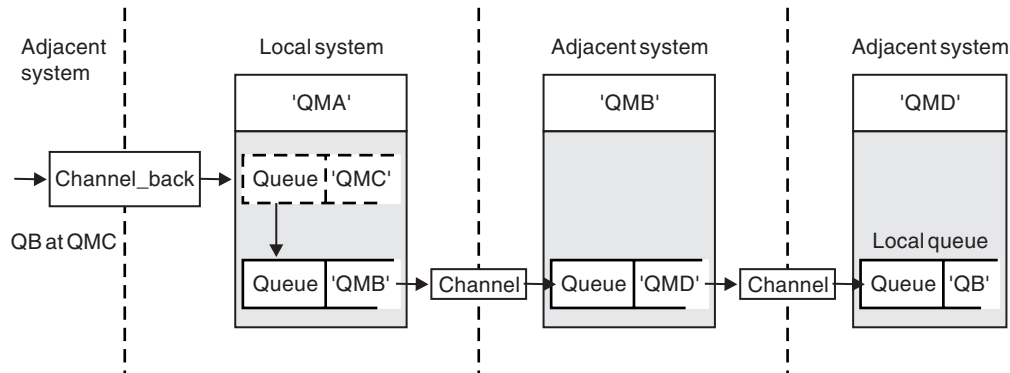 Adjacent
system
Local system
Adjacent system
Adjacent system
'QMA'
'QMB'
'QMD'
Channel_back
Queue 'QMC'
QB at QMC
Local queue
Queue 'QMB'
Channel
Queue 'QMD'
Channel
Queue 'QB'